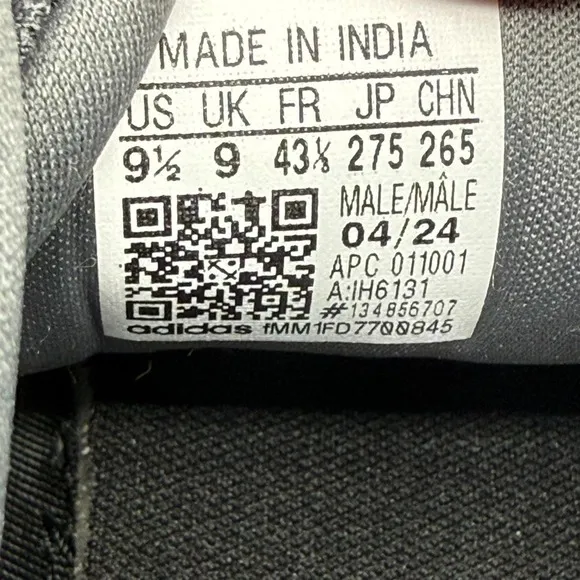 MADE IN INDIA
US UK FR JP CHN
9½ 9 43⅓ 275 265
MALE/MÂLE
04/24
APC 011001
A:IH6131
#134856707
adidas fMM1FD7700845